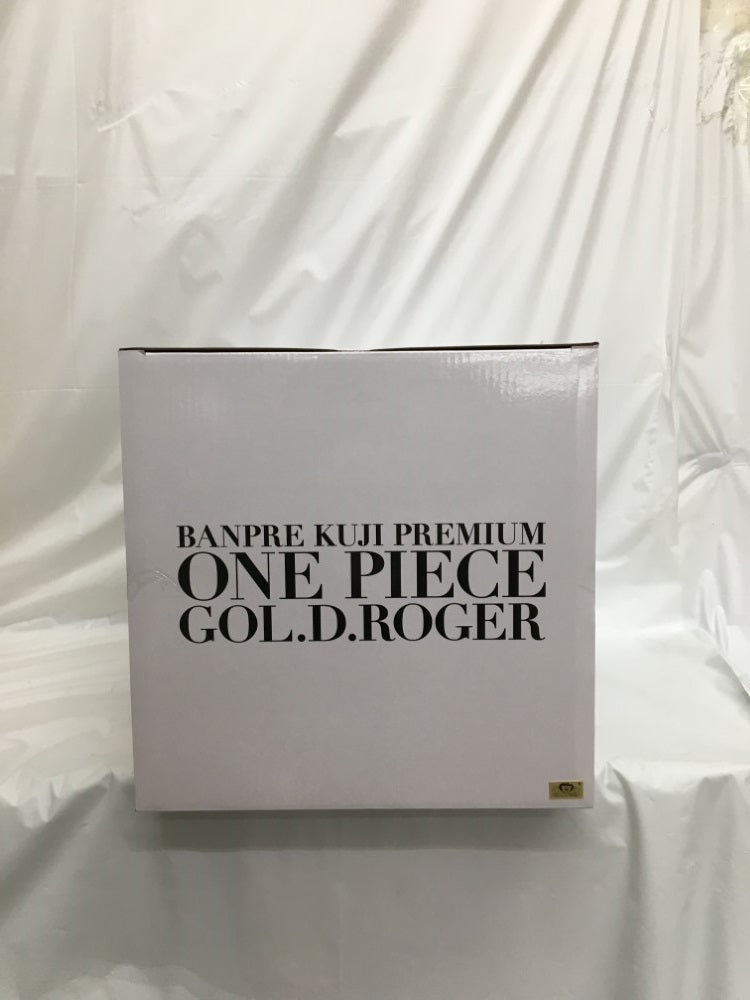 BANPRE KUJI PREMIUM
ONE PIECE
GOL.D.ROGER